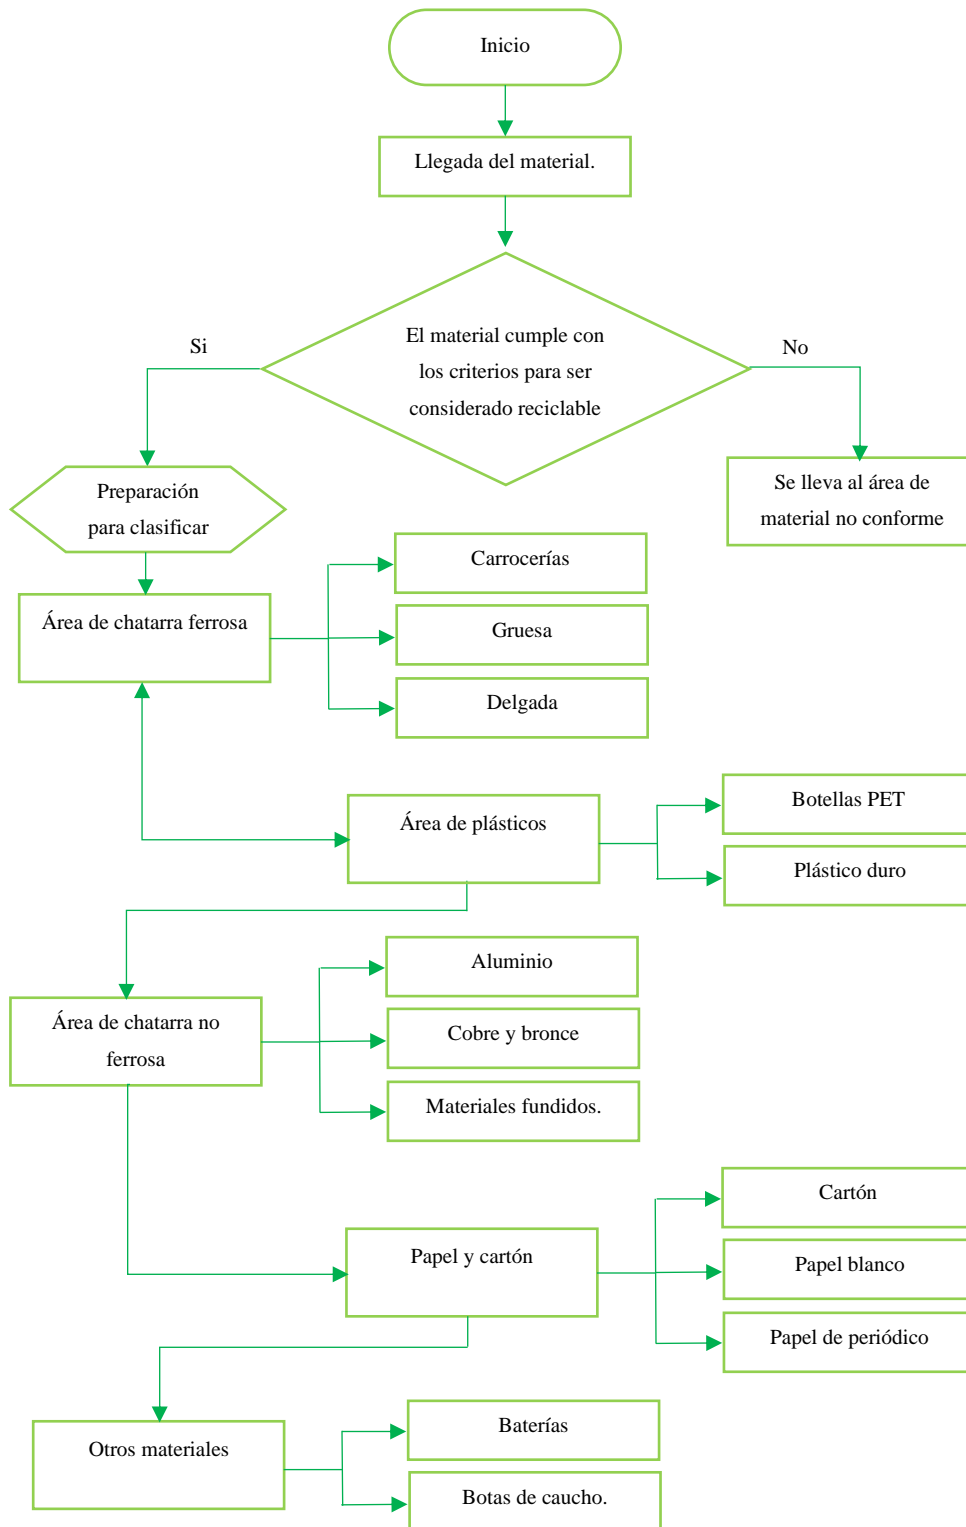 Inicio
Llegada del material.
El material cumple con
los criterios para ser
considerado reciclable
Si
No
Preparación
para clasificar
Se lleva al área de
material no conforme
Área de chatarra ferrosa
Carrocerías
Gruesa
Delgada
Área de plásticos
Botellas PET
Plástico duro
Área de chatarra no
ferrosa
Aluminio
Cobre y bronce
Materiales fundidos.
Papel y cartón
Cartón
Papel blanco
Papel de periódico
Otros materiales
Baterías
Botas de caucho.